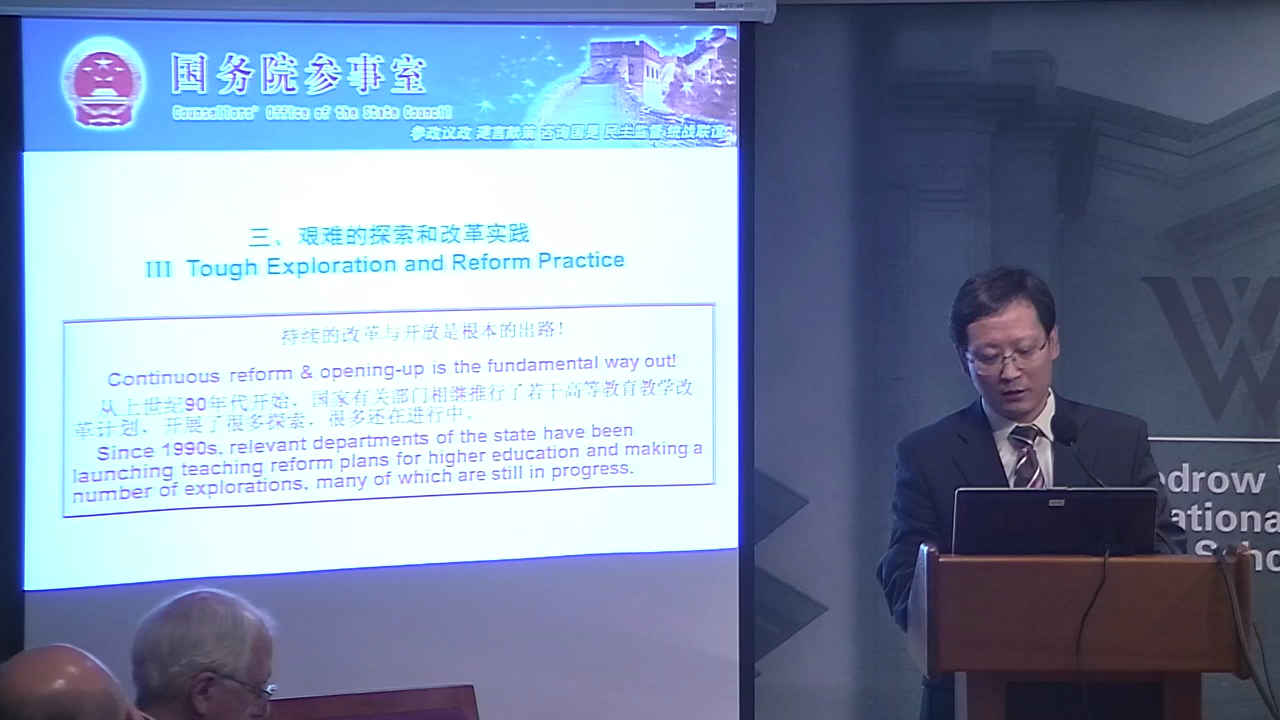 国务院参事室
Counsellors' Office of the State Council
参政议政 建言献策 咨询国是 民主监督 统战联谊
三、艰难的探索和改革实践
III Tough Exploration and Reform Practice
持续的改革与开放是根本的出路！
Continuous reform & opening-up is the fundamental way out!
从上世纪90年代开始，国家有关部门相继推行了若干高等教育教学改
革计划，开展了很多探索，很多还在进行中。
Since 1990s, relevant departments of the state have been
launching teaching reform plans for higher education and making a
number of explorations, many of which are still in progress.
W
odrow
ationa
Scho